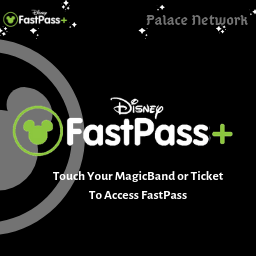 Disney
FastPass+
Palace Network
Disney
FastPass+
Touch Your MagicBand or Ticket
To Access FastPass